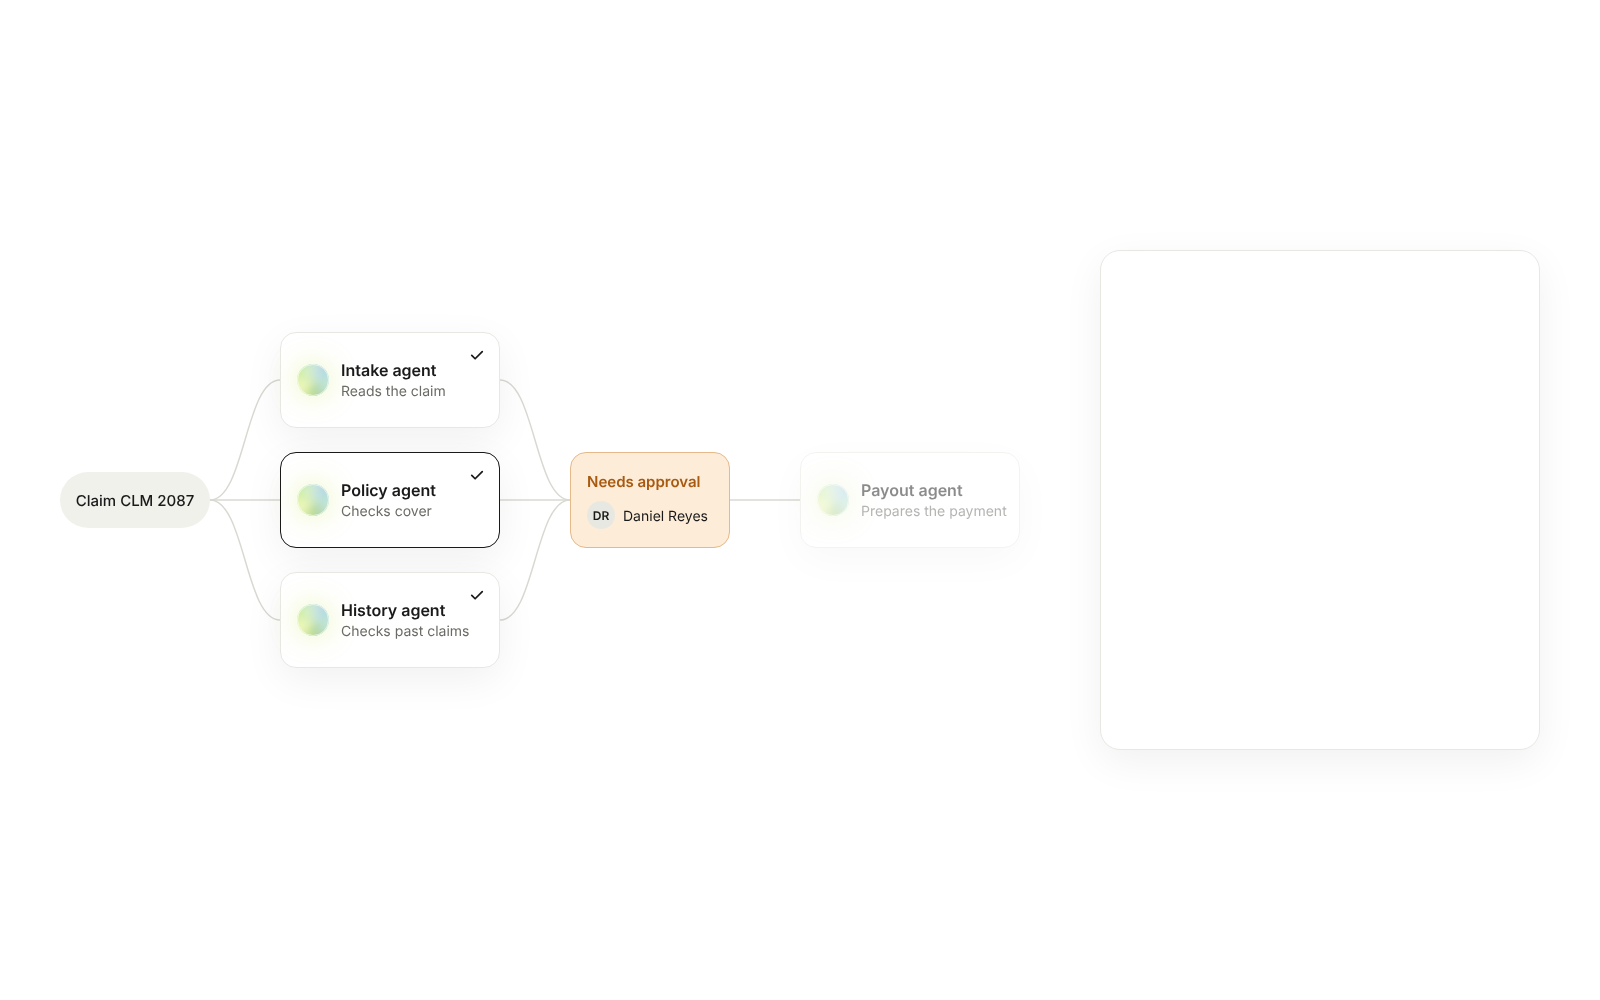 Claim CLM 2087
Intake agent
Reads the claim
Policy agent
Checks cover
History agent
Checks past claims
Needs approval
DR Daniel Reyes
Payout agent
Prepares the payment